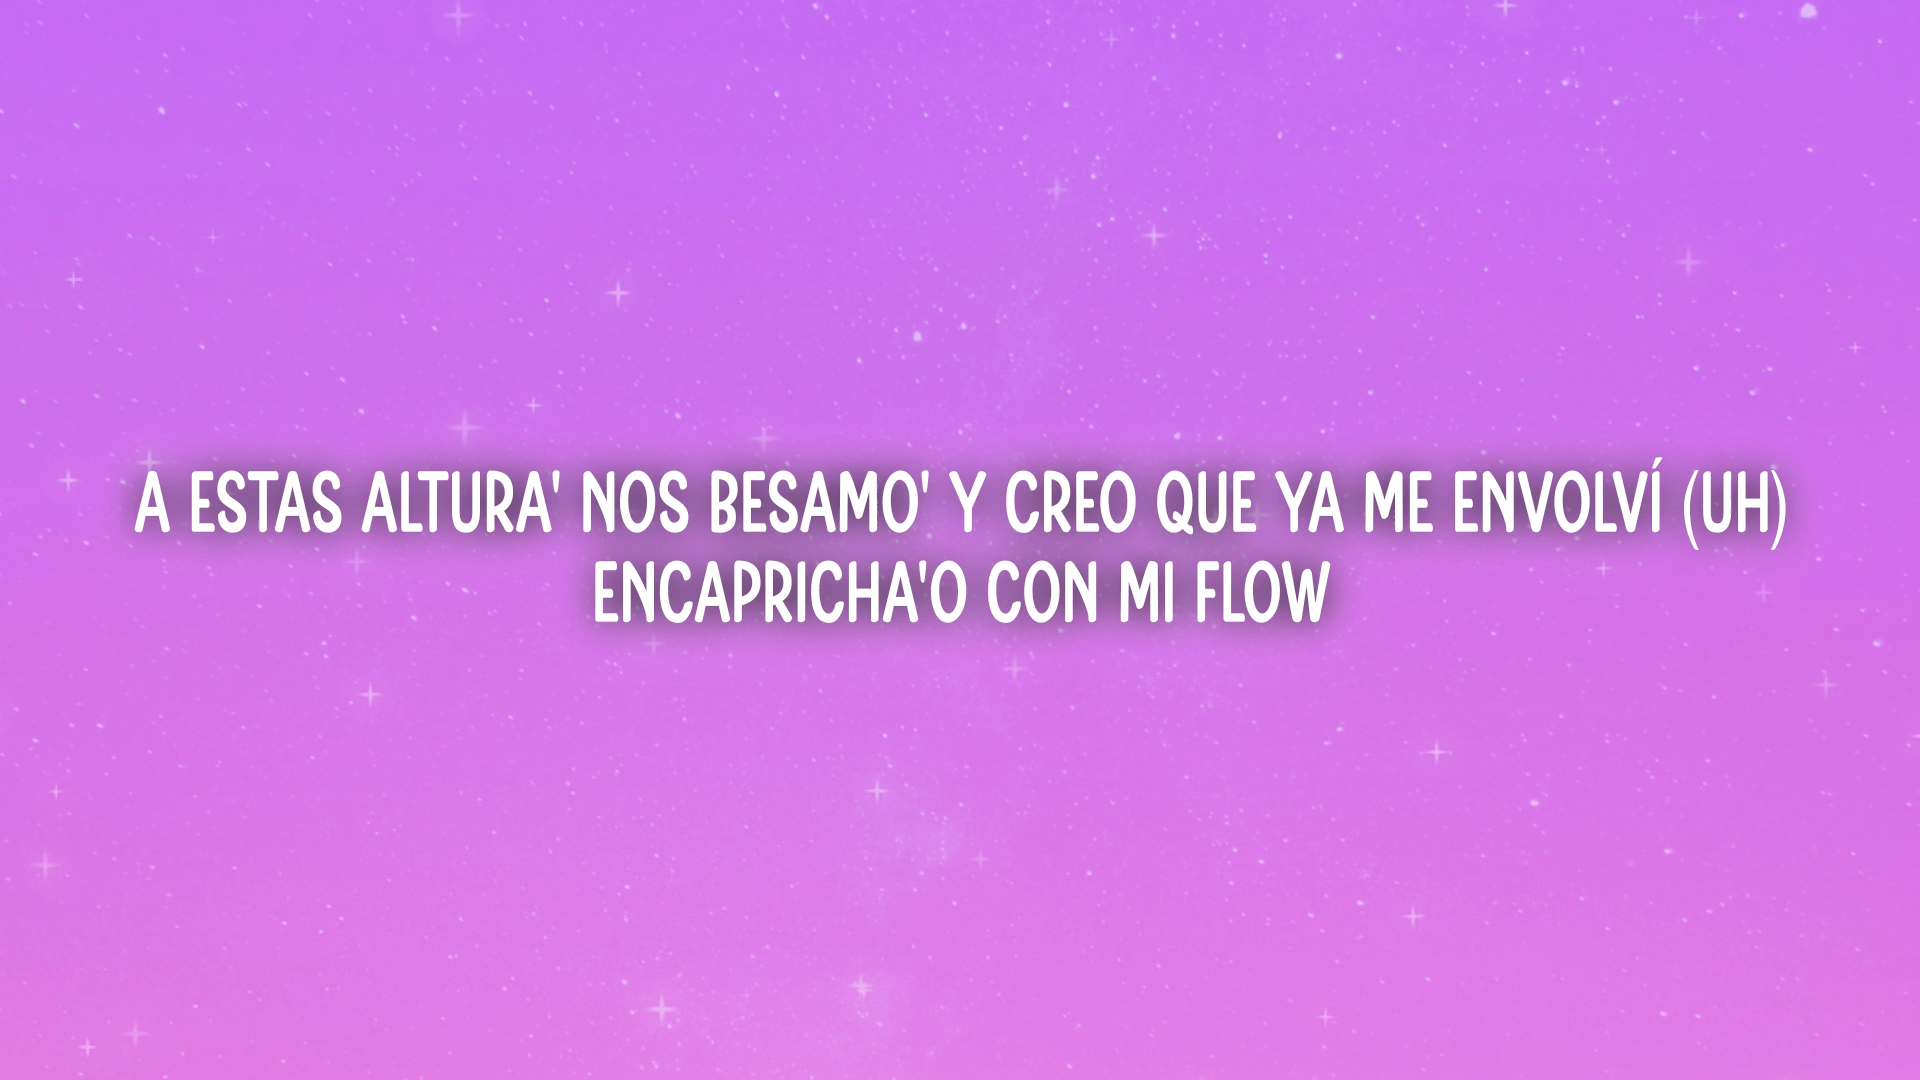 A ESTAS ALTURA' NOS BESAMO' Y CREO QUE YA ME ENVOLVÍ (UH)
ENCAPRICHA'O CON MI FLOW